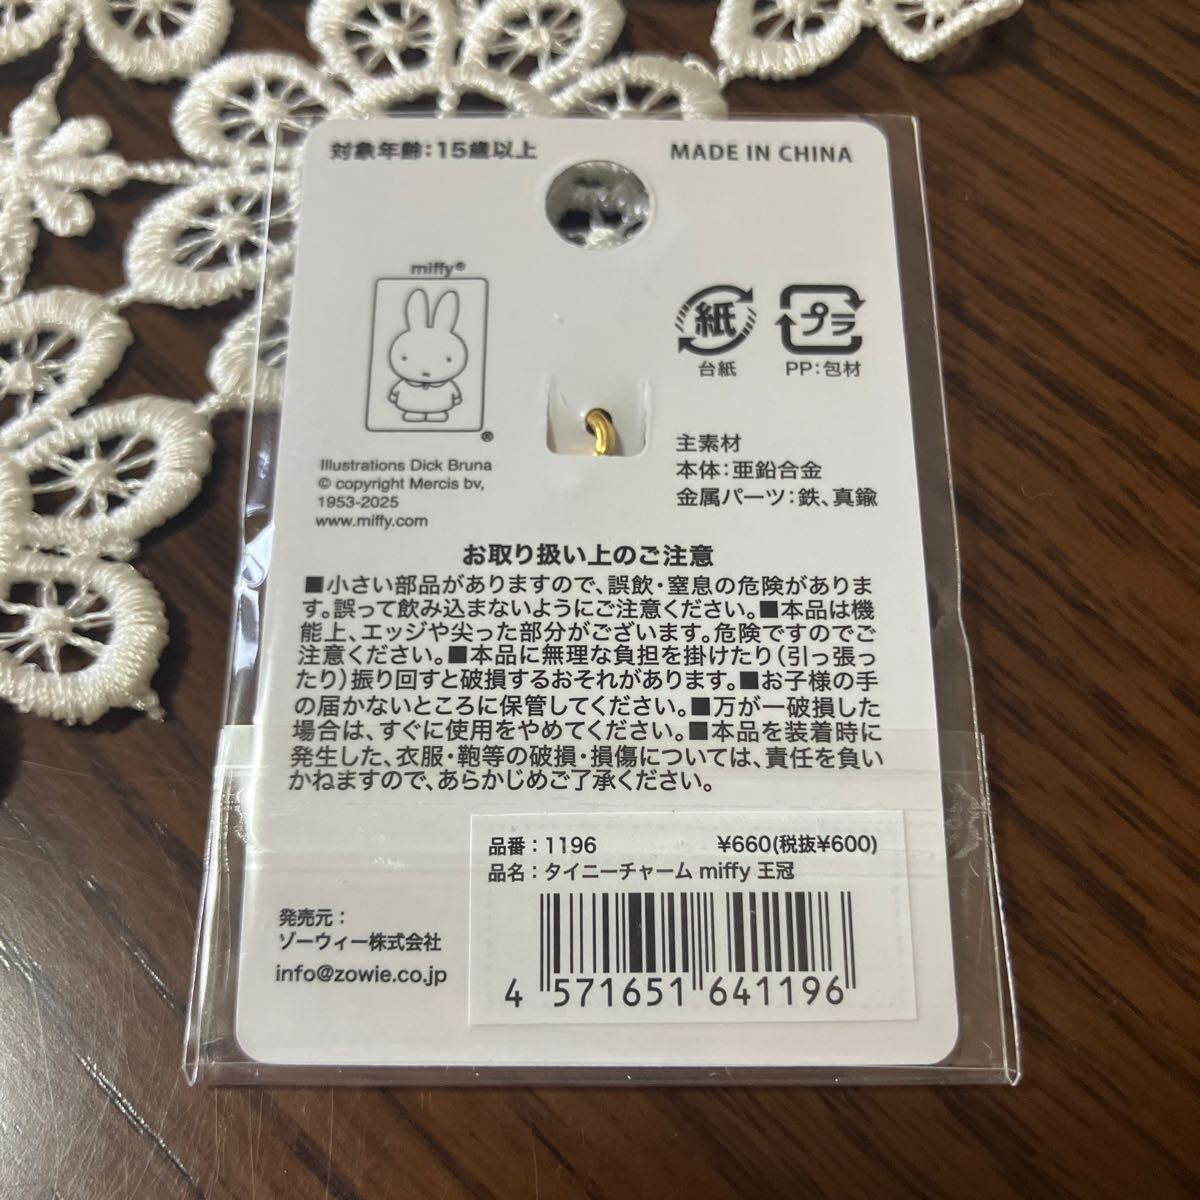 対象年齢：15歳以上
MADE IN CHINA
miffy®
®
Illustrations Dick Bruna
© copyright Mercis bv,
1953-2025
www.miffy.com
紙
台紙
プラ
PP：包材
主素材
本体：亜鉛合金
金属パーツ：鉄、真鍮
お取り扱い上のご注意
■小さい部品がありますので、誤飲・窒息の危険がありま
す。誤って飲み込まないようにご注意ください。■本品は機
能上、エッジや尖った部分がございます。危険ですのでご
注意ください。■本品に無理な負担を掛けたり（引っ張っ
たり）振り回すと破損するおそれがあります。■お子様の手
の届かないところに保管してください。■万が一破損した
場合は、すぐに使用をやめてください。■本品を装着時に
発生した、衣服・鞄等の破損・損傷については、責任を負い
かねますので、あらかじめご了承ください。
品番：1196 ¥660(税抜¥600)
品名：タイニーチャーム miffy 王冠
4 571651 641196
発売元：
ゾーウィー株式会社
info@zowie.co.jp